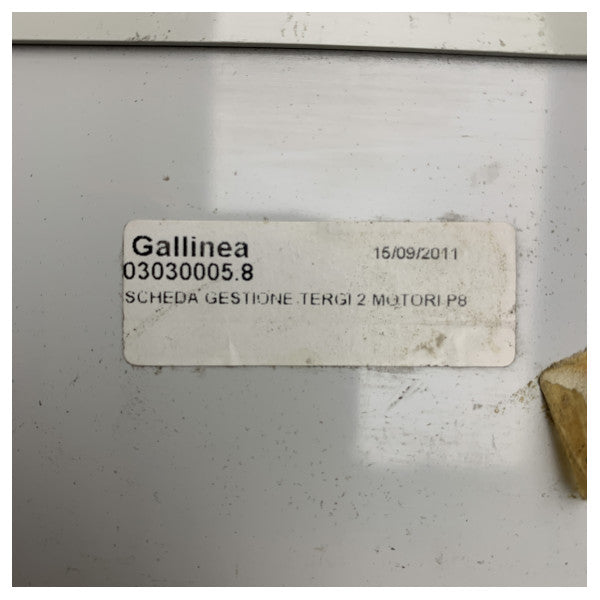 Gallinea 15/09/2011
03030005.8
SCHEDA GESTIONE TERGI 2 MOTORI P8